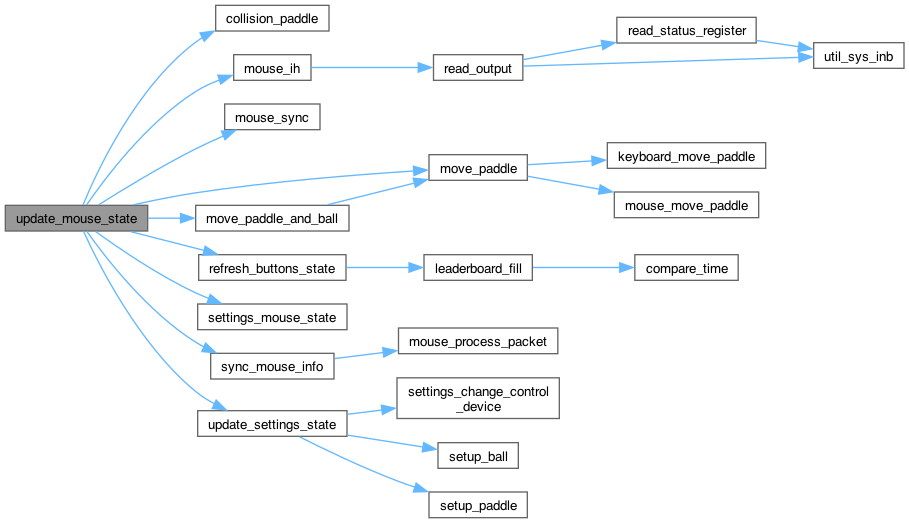 collision_paddle
read_status_register
util_sys_inb
mouse_ih
read_output
mouse_sync
keyboard_move_paddle
move_paddle
mouse_move_paddle
update_mouse_state
move_paddle_and_ball
refresh_buttons_state
leaderboard_fill
compare_time
settings_mouse_state
mouse_process_packet
sync_mouse_info
settings_change_control
_device
update_settings_state
setup_ball
setup_paddle